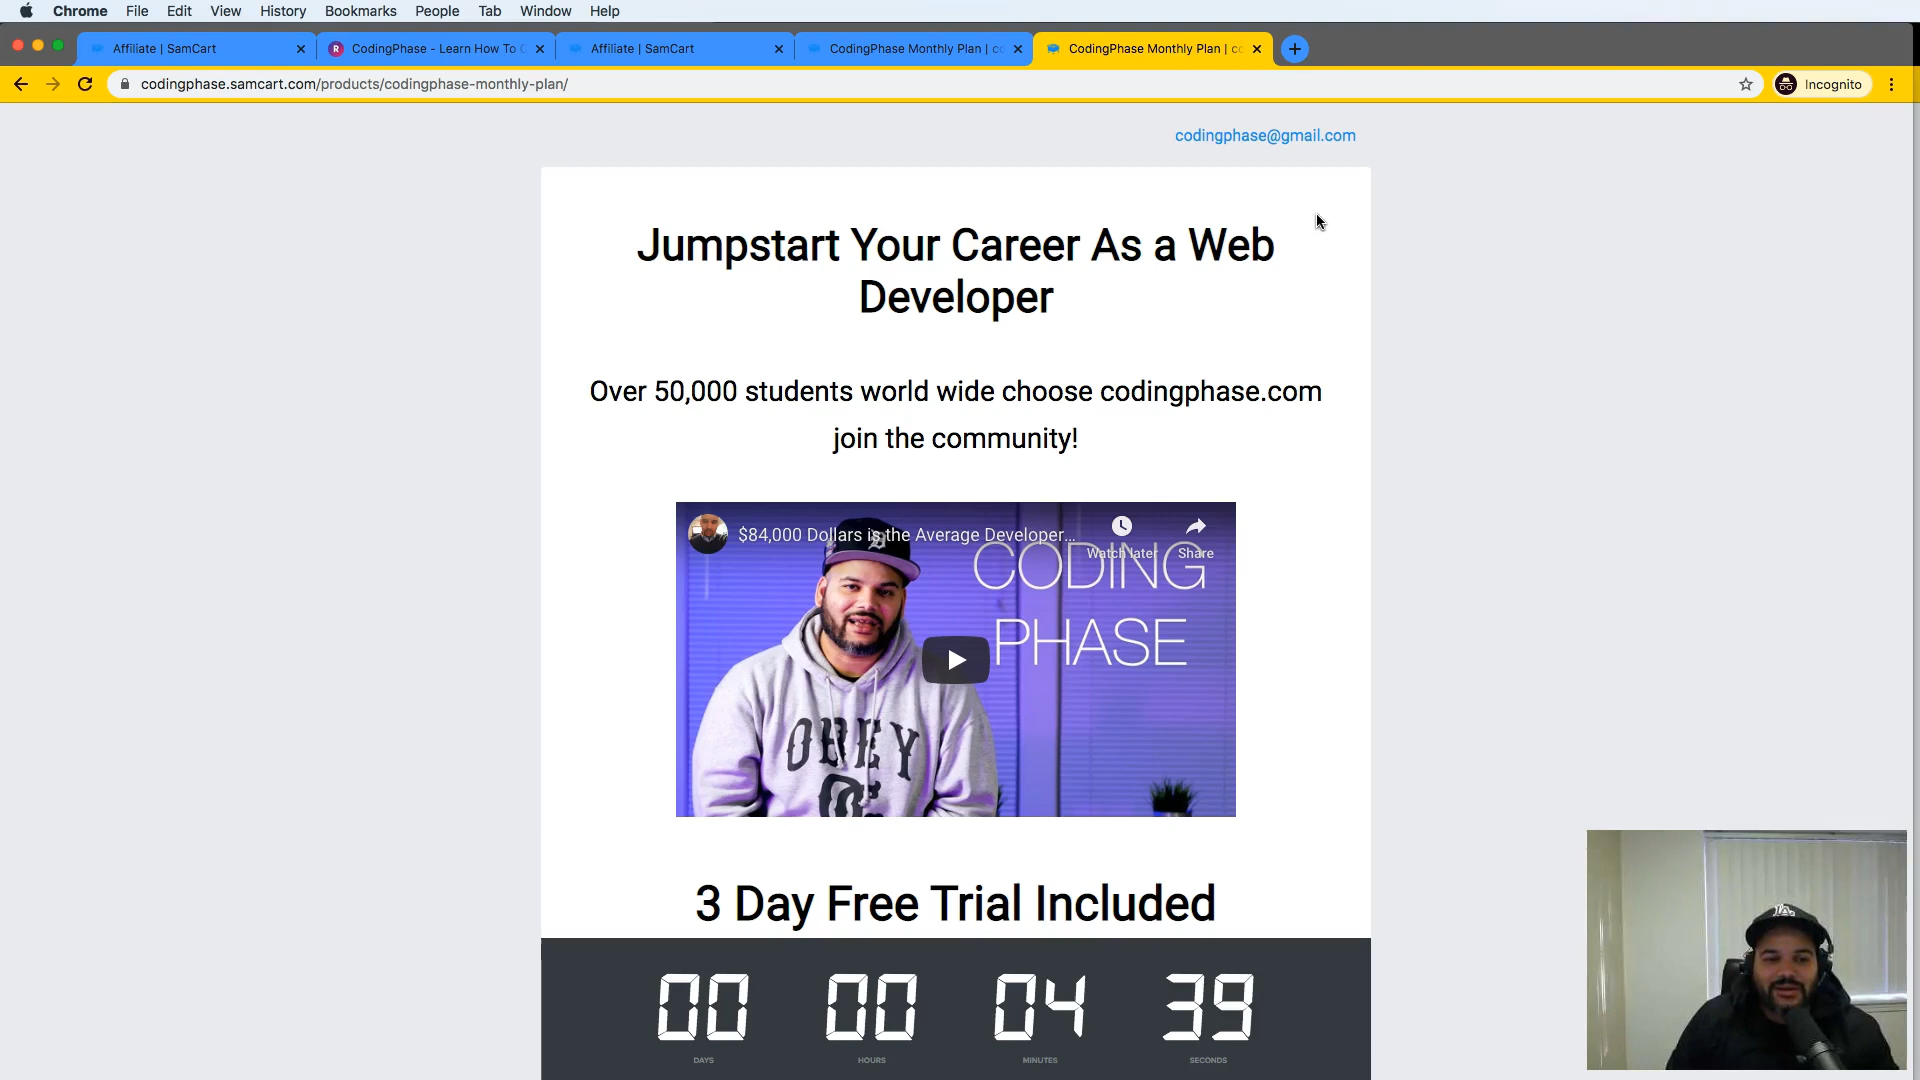 Chrome File Edit View History Bookmarks People Tab Window Help
Affiliate | SamCart
CodingPhase - Learn How To C
Affiliate | SamCart
CodingPhase Monthly Plan | co
CodingPhase Monthly Plan | co
codingphase.samcart.com/products/codingphase-monthly-plan/
Incognito
codingphase@gmail.com
Jumpstart Your Career As a Web
Developer
Over 50,000 students world wide choose codingphase.com
join the community!
$84,000 Dollars is the Average Developer...
Watch later
Share
CODING
PHASE
OBEY
3 Day Free Trial Included
00 00 04 39
DAYS HOURS MINUTES SECONDS
LA